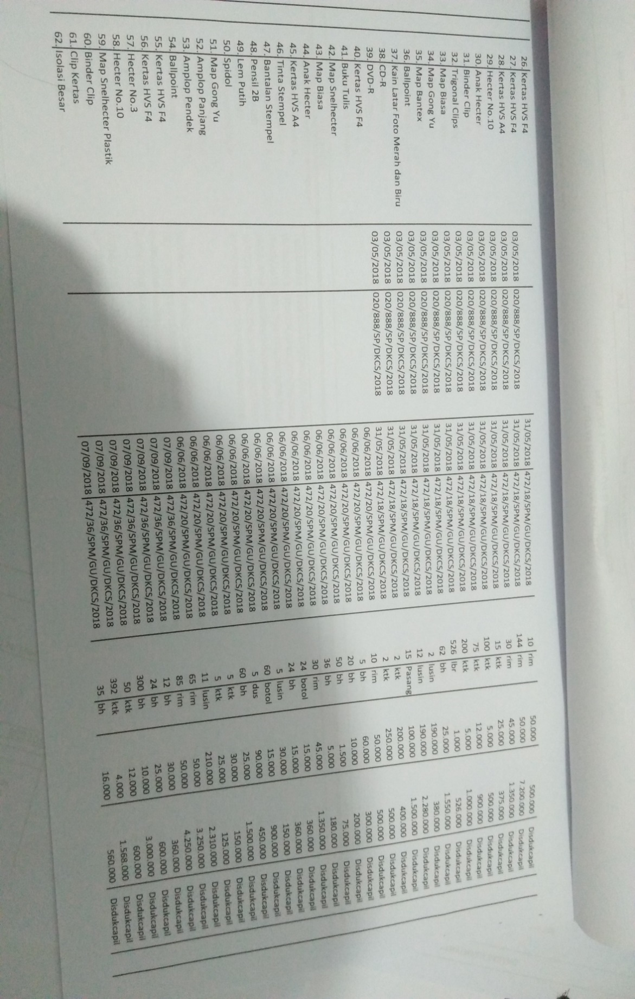 26. Kertas HVS F4 31/05/2018 472/18/SPM/GU/DKCS/2018 10 rim 50.000 500.000 Disdukcapil
27. Kertas HVS F4 03/05/2018 020/888/SP/DKCS/2018 31/05/2018 472/18/SPM/GU/DKCS/2018 144 rim 50.000 7.200.000 Disdukcapil
28. Kertas HVS A4 03/05/2018 020/888/SP/DKCS/2018 31/05/2018 472/18/SPM/GU/DKCS/2018 30 rim 45.000 1.350.000 Disdukcapil
29. Hecter No.10 03/05/2018 020/888/SP/DKCS/2018 31/05/2018 472/18/SPM/GU/DKCS/2018 15 ktk 25.000 375.000 Disdukcapil
30. Anak Hecter 03/05/2018 020/888/SP/DKCS/2018 31/05/2018 472/18/SPM/GU/DKCS/2018 100 ktk 5.000 500.000 Disdukcapil
31. Binder Clip 03/05/2018 020/888/SP/DKCS/2018 31/05/2018 472/18/SPM/GU/DKCS/2018 75 ktk 12.000 900.000 Disdukcapil
32. Trigonal Clips 03/05/2018 020/888/SP/DKCS/2018 31/05/2018 472/18/SPM/GU/DKCS/2018 200 ktk 5.000 1.000.000 Disdukcapil
33. Map Biasa 03/05/2018 020/888/SP/DKCS/2018 31/05/2018 472/18/SPM/GU/DKCS/2018 526 lbr 1.000 526.000 Disdukcapil
34. Map Gong Yu 03/05/2018 020/888/SP/DKCS/2018 31/05/2018 472/18/SPM/GU/DKCS/2018 62 bh 25.000 1.550.000 Disdukcapil
35. Map Bantex 03/05/2018 020/888/SP/DKCS/2018 31/05/2018 472/18/SPM/GU/DKCS/2018 2 lusin 190.000 380.000 Disdukcapil
36. Ballpoint 03/05/2018 020/888/SP/DKCS/2018 31/05/2018 472/18/SPM/GU/DKCS/2018 12 lusin 190.000 2.280.000 Disdukcapil
37. Kain Latar Foto Merah dan Biru 03/05/2018 020/888/SP/DKCS/2018 31/05/2018 472/18/SPM/GU/DKCS/2018 15 Pasang 100.000 1.500.000 Disdukcapil
38. CD-R 03/05/2018 020/888/SP/DKCS/2018 31/05/2018 472/18/SPM/GU/DKCS/2018 2 ktk 200.000 400.000 Disdukcapil
39. DVD-R 03/05/2018 020/888/SP/DKCS/2018 31/05/2018 472/18/SPM/GU/DKCS/2018 2 ktk 250.000 500.000 Disdukcapil
40. Kertas HVS F4 06/06/2018 472/20/SPM/GU/DKCS/2018 10 rim 50.000 500.000 Disdukcapil
41. Buku Tulis 06/06/2018 472/20/SPM/GU/DKCS/2018 5 bh 60.000 300.000 Disdukcapil
42. Map Snelhecter 06/06/2018 472/20/SPM/GU/DKCS/2018 20 bh 10.000 200.000 Disdukcapil
43. Map Biasa 06/06/2018 472/20/SPM/GU/DKCS/2018 50 bh 1.500 75.000 Disdukcapil
44. Anak Hecter 06/06/2018 472/20/SPM/GU/DKCS/2018 36 bh 5.000 180.000 Disdukcapil
45. Kertas HVS A4 06/06/2018 472/20/SPM/GU/DKCS/2018 30 rim 45.000 1.350.000 Disdukcapil
46. Tinta Stempel 06/06/2018 472/20/SPM/GU/DKCS/2018 24 botol 15.000 360.000 Disdukcapil
47. Bantalan Stempel 06/06/2018 472/20/SPM/GU/DKCS/2018 24 bh 15.000 360.000 Disdukcapil
48. Pensil 2B 06/06/2018 472/20/SPM/GU/DKCS/2018 5 lusin 30.000 150.000 Disdukcapil
49. Lem Putih 06/06/2018 472/20/SPM/GU/DKCS/2018 60 botol 15.000 900.000 Disdukcapil
50. Spidol 06/06/2018 472/20/SPM/GU/DKCS/2018 5 dus 90.000 450.000 Disdukcapil
51. Map Gong Yu 06/06/2018 472/20/SPM/GU/DKCS/2018 60 bh 25.000 1.500.000 Disdukcapil
52. Amplop Panjang 06/06/2018 472/20/SPM/GU/DKCS/2018 5 ktk 30.000 150.000 Disdukcapil
53. Amplop Pendek 06/06/2018 472/20/SPM/GU/DKCS/2018 5 ktk 25.000 125.000 Disdukcapil
54. Ballpoint 06/06/2018 472/20/SPM/GU/DKCS/2018 11 lusin 210.000 2.310.000 Disdukcapil
55. Kertas HVS F4 06/06/2018 472/20/SPM/GU/DKCS/2018 65 rim 50.000 3.250.000 Disdukcapil
56. Kertas HVS F4 07/09/2018 472/36/SPM/GU/DKCS/2018 85 rim 50.000 4.250.000 Disdukcapil
57. Hecter No.3 07/09/2018 472/36/SPM/GU/DKCS/2018 12 bh 30.000 360.000 Disdukcapil
58. Hecter No.10 07/09/2018 472/36/SPM/GU/DKCS/2018 24 bh 25.000 600.000 Disdukcapil
59. Map Snelhecter Plastik 07/09/2018 472/36/SPM/GU/DKCS/2018 300 bh 10.000 3.000.000 Disdukcapil
60. Binder Clip 07/09/2018 472/36/SPM/GU/DKCS/2018 50 ktk 12.000 600.000 Disdukcapil
61. Clip Kertas 07/09/2018 472/36/SPM/GU/DKCS/2018 392 ktk 4.000 1.568.000 Disdukcapil
62. Isolasi Besar 07/09/2018 472/36/SPM/GU/DKCS/2018 35 bh 16.000 560.000 Disdukcapil